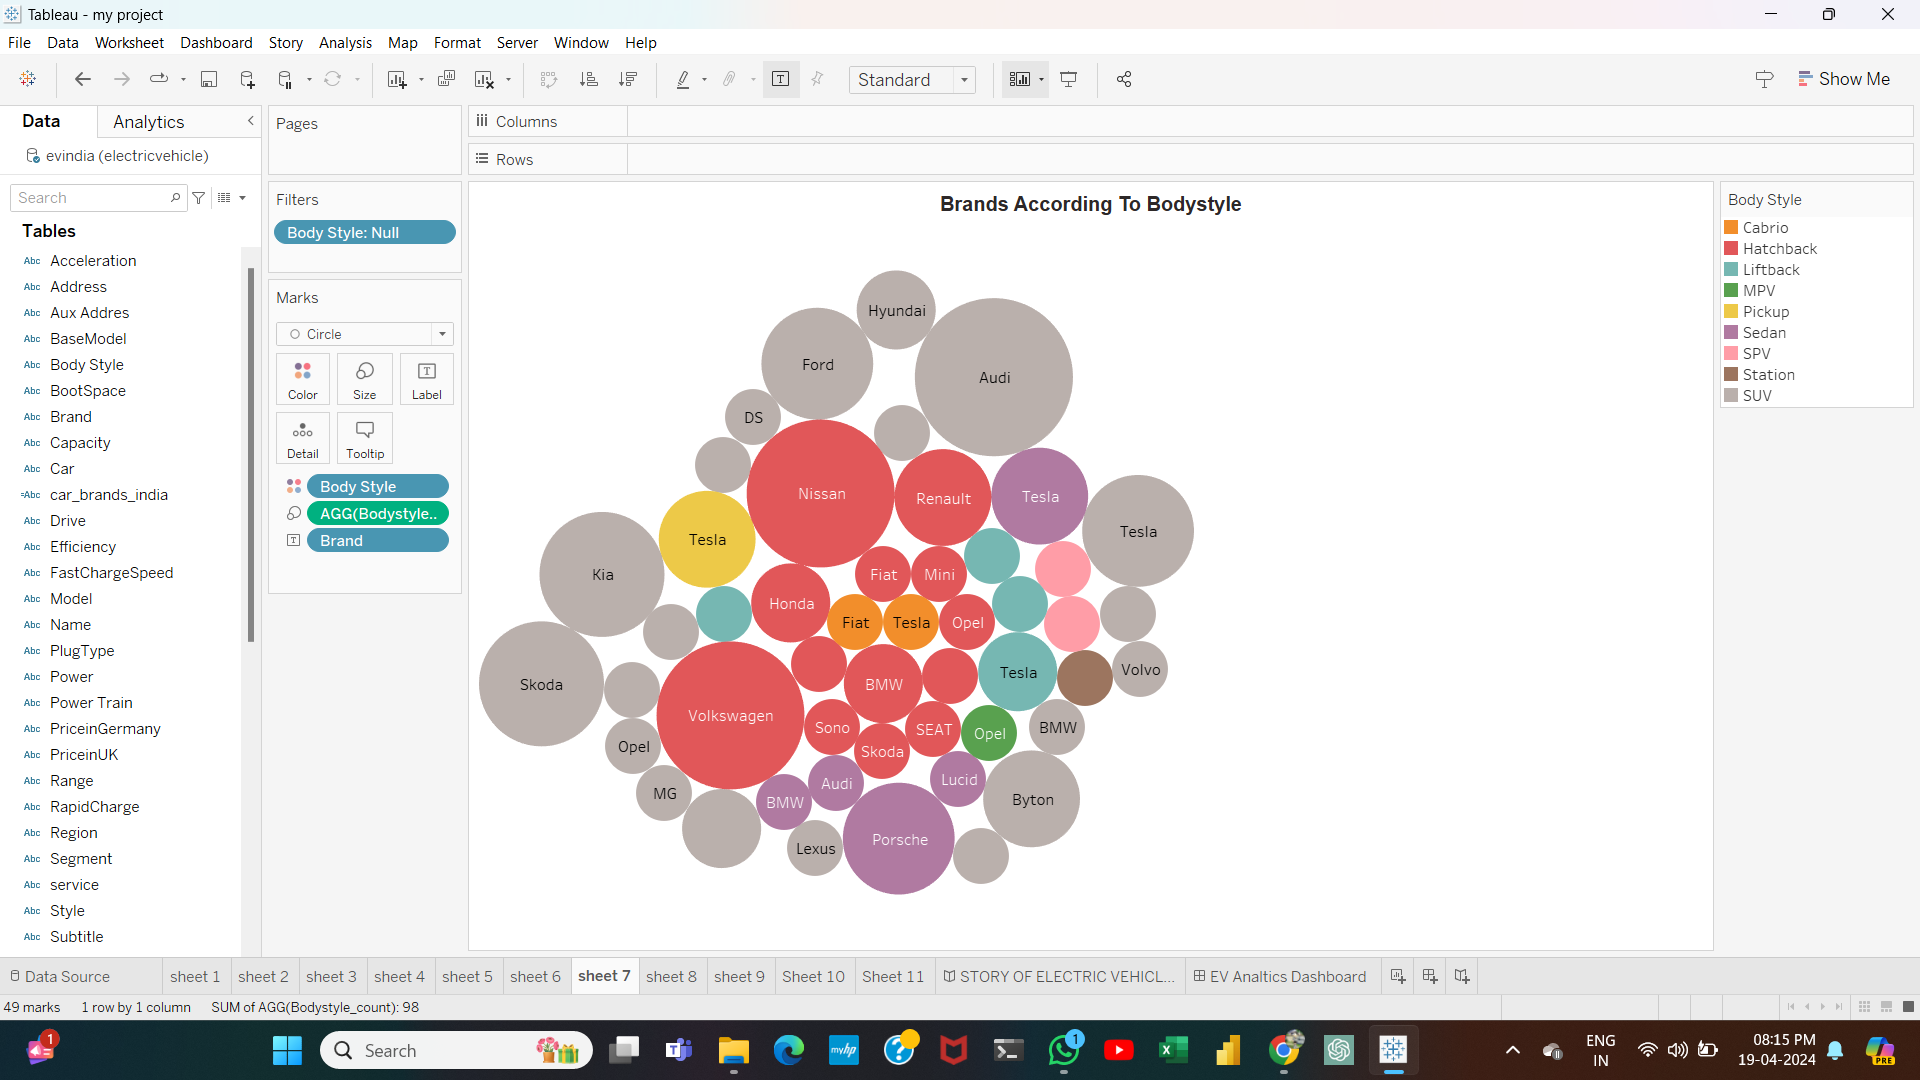 Tableau - my project
File Data Worksheet Dashboard Story Analysis Map Format Server Window Help
Standard
Show Me
Data Analytics
evindia (electricvehicle)
Search
Tables
Abc Acceleration
Abc Address
Abc Aux Addres
Abc BaseModel
Abc Body Style
Abc BootSpace
Abc Brand
Abc Capacity
Abc Car
=Abc car_brands_india
Abc Drive
Abc Efficiency
Abc FastChargeSpeed
Abc Model
Abc Name
Abc PlugType
Abc Power
Abc Power Train
Abc PriceinGermany
Abc PriceinUK
Abc Range
Abc RapidCharge
Abc Region
Abc Segment
Abc service
Abc Style
Abc Subtitle
Pages
Filters
Body Style: Null
Marks
Circle
Color Size Label
Detail Tooltip
Body Style
AGG(Bodystyle..
Brand
Columns
Rows
Brands According To Bodystyle
Hyundai
Ford
Audi
DS
Nissan
Renault
Tesla
Tesla
Tesla
Kia
Fiat
Mini
Honda
Fiat
Tesla
Opel
Skoda
BMW
Tesla
Volvo
Volkswagen
Sono
SEAT
Opel
BMW
Opel
Skoda
MG
BMW
Audi
Lucid
Byton
Lexus
Porsche
Body Style
Cabrio
Hatchback
Liftback
MPV
Pickup
Sedan
SPV
Station
SUV
Data Source sheet 1 sheet 2 sheet 3 sheet 4 sheet 5 sheet 6 sheet 7 sheet 8 sheet 9 Sheet 10 Sheet 11 STORY OF ELECTRIC VEHICL... EV Analtics Dashboard
49 marks 1 row by 1 column SUM of AGG(Bodystyle_count): 98
1
Search
myhp
1
ENG
IN
08:15 PM
19-04-2024
PRE